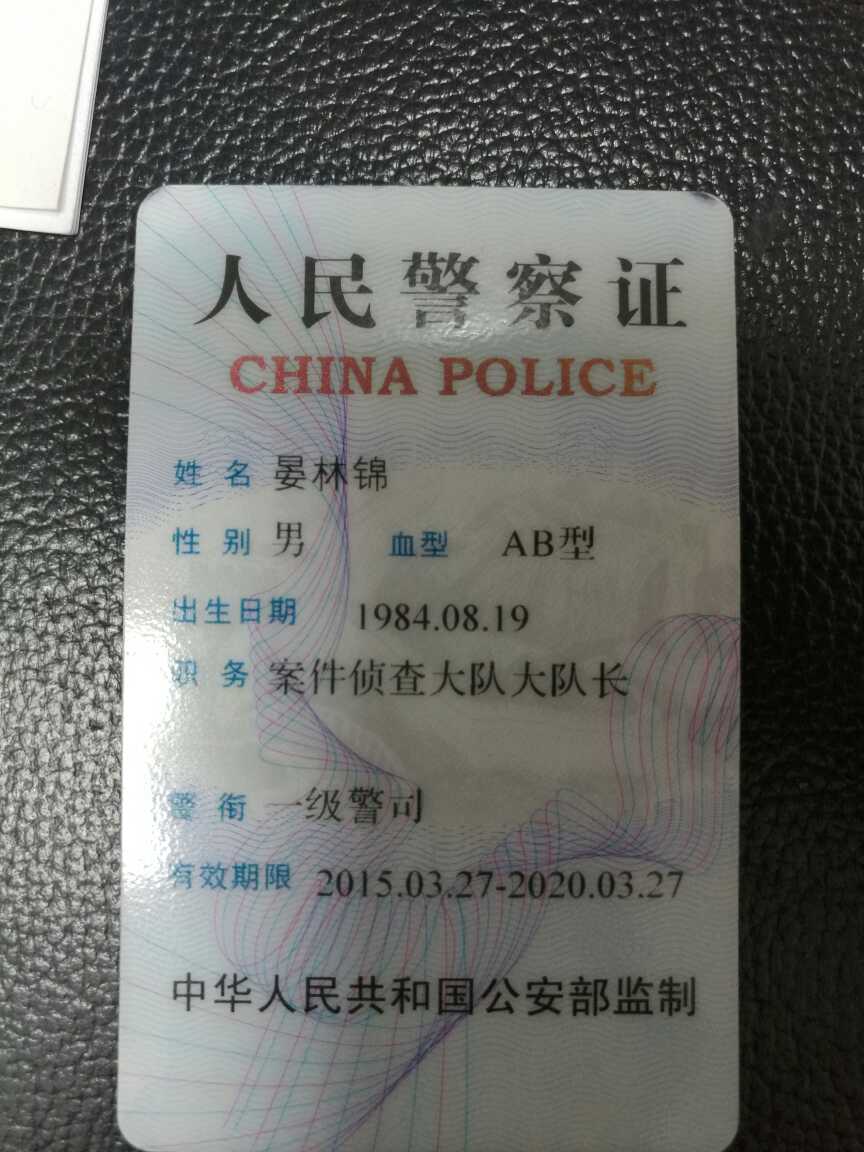 人民警察证
CHINA POLICE
姓 名 晏林锦
性 别 男 血型 AB型
出生日期 1984.08.19
职 务 案件侦查大队大队长
警 衔 一级警司
有效期限 2015.03.27-2020.03.27
中华人民共和国公安部监制